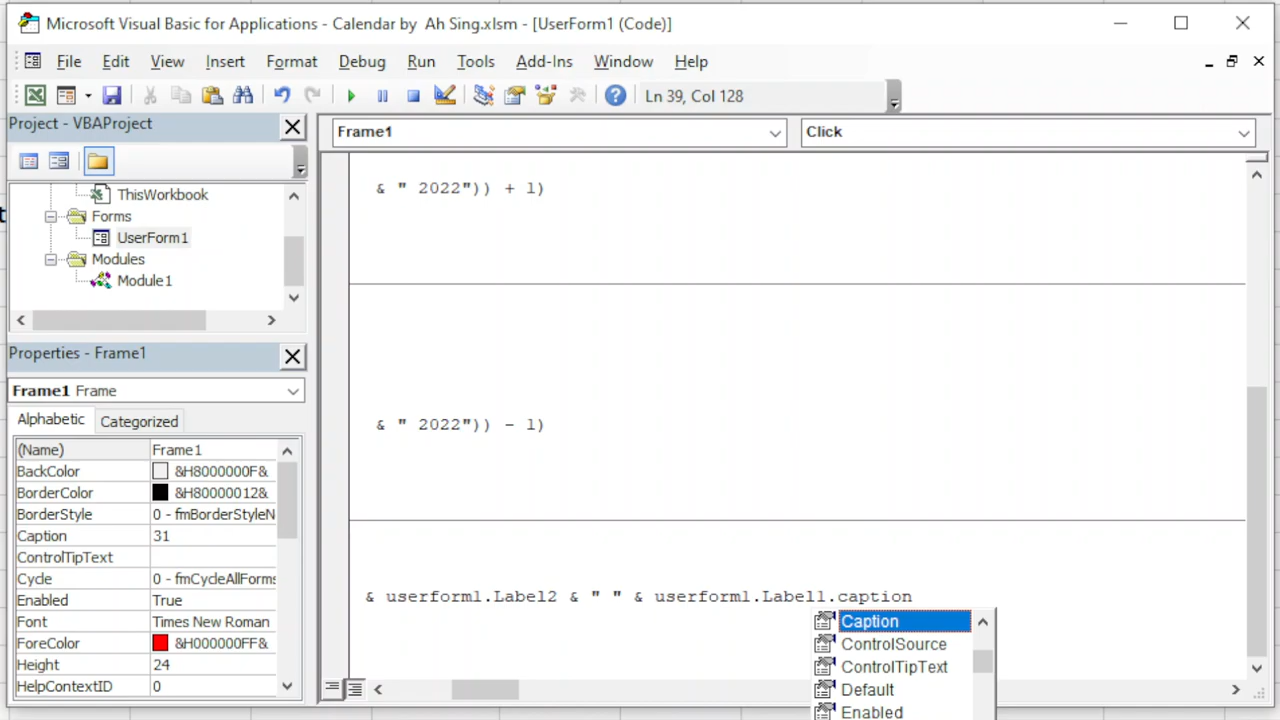 Microsoft Visual Basic for Applications - Calendar by Ah Sing.xlsm - [UserForm1 (Code)]
File Edit View Insert Format Debug Run Tools Add-Ins Window Help
Ln 39, Col 128
Project - VBAProject
ThisWorkbook
Forms
UserForm1
Modules
Module1
Properties - Frame1
Frame1 Frame
Alphabetic Categorized
(Name) Frame1
BackColor &H8000000F&
BorderColor &H80000012&
BorderStyle 0 - fmBorderStyleN
Caption 31
ControlTipText
Cycle 0 - fmCycleAllForms
Enabled True
Font Times New Roman
ForeColor &H000000FF&
Height 24
HelpContextID 0
Frame1 Click
& " 2022")) + 1)
& " 2022")) - 1)
& userform1.Label2 & " " & userform1.Label1.caption
Caption
ControlSource
ControlTipText
Default
Enabled